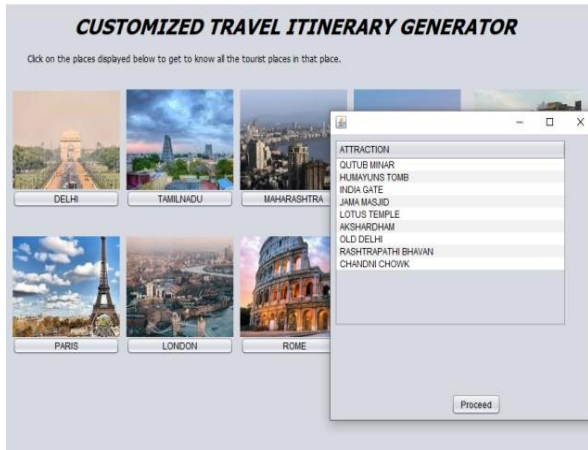 CUSTOMIZED TRAVEL ITINERARY GENERATOR
Click on the places displayed below to get to know all the tourist places in that place.
DELHI
TAMILNADU
MAHARASHTRA
PARIS
LONDON
ROME
ATTRACTION
QUTUB MINAR
HUMAYUNS TOMB
INDIA GATE
JAMA MASJID
LOTUS TEMPLE
AKSHARDHAM
OLD DELHI
RASHTRAPATHI BHAVAN
CHANDNI CHOWK
Proceed